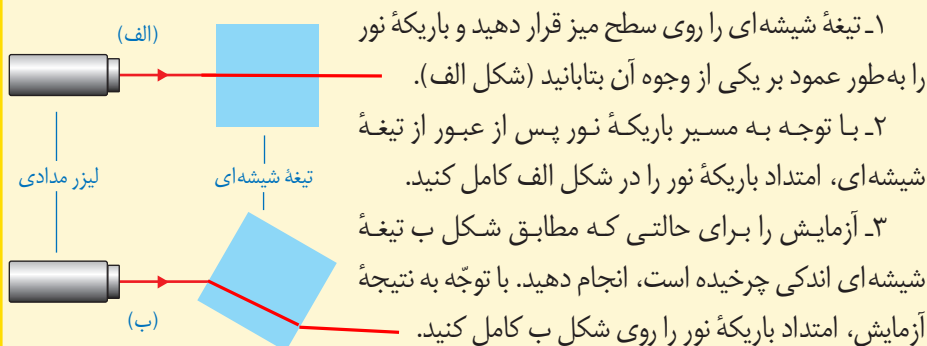 ۱ـ تیغهٔ شیشه‌ای را روی سطح میز قرار دهید و باریکهٔ نور
را به‌طور عمود بر یکی از وجوه آن بتابانید (شکل الف).
۲ـ با توجه به مسیر باریکهٔ نور پس از عبور از تیغهٔ
شیشه‌ای، امتداد باریکهٔ نور را در شکل الف کامل کنید.
۳ـ آزمایش را برای حالتی که مطابق شکل ب تیغهٔ
شیشه‌ای اندکی چرخیده است، انجام دهید. با توجّه به نتیجهٔ
آزمایش، امتداد باریکهٔ نور را روی شکل ب کامل کنید.
(الف)
تیغهٔ شیشه‌ای
لیزر مدادی
(ب)